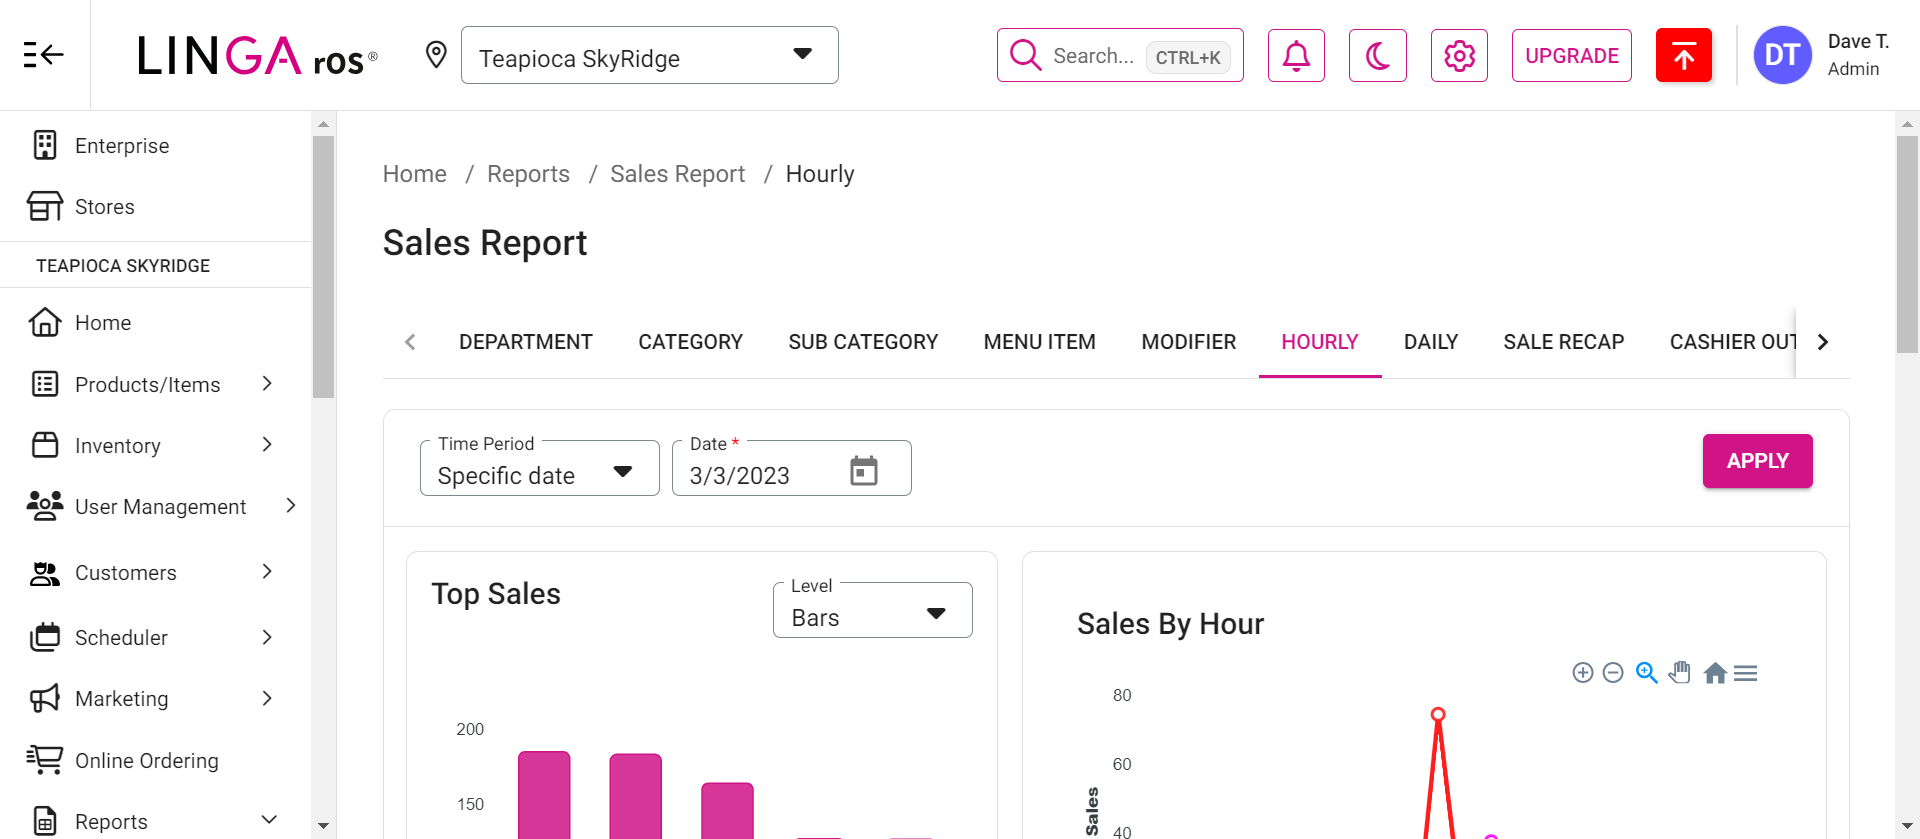 LINGA ros®
Teapioca SkyRidge
Search... CTRL+K
UPGRADE
DT
Dave T.
Admin
Enterprise
Stores
TEAPIOCA SKYRIDGE
Home
Products/Items
Inventory
User Management
Customers
Scheduler
Marketing
Online Ordering
Reports
Home / Reports / Sales Report / Hourly
Sales Report
DEPARTMENT CATEGORY SUB CATEGORY MENU ITEM MODIFIER HOURLY DAILY SALE RECAP CASHIER OUT
Time Period
Specific date
Date *
3/3/2023
APPLY
Top Sales
Level
Bars
200
150
Sales By Hour
80
60
40
Sales